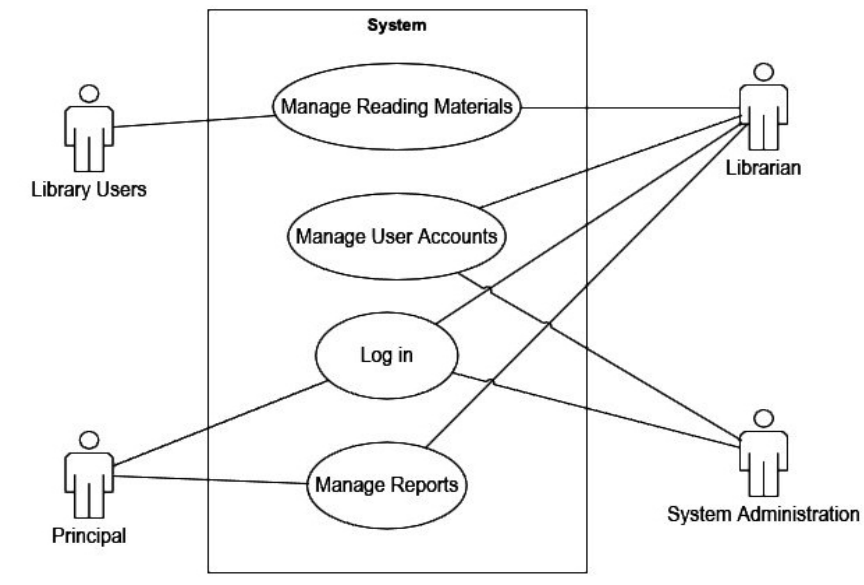 System
Manage Reading Materials
Library Users
Librarian
Manage User Accounts
Log in
Manage Reports
Principal
System Administration